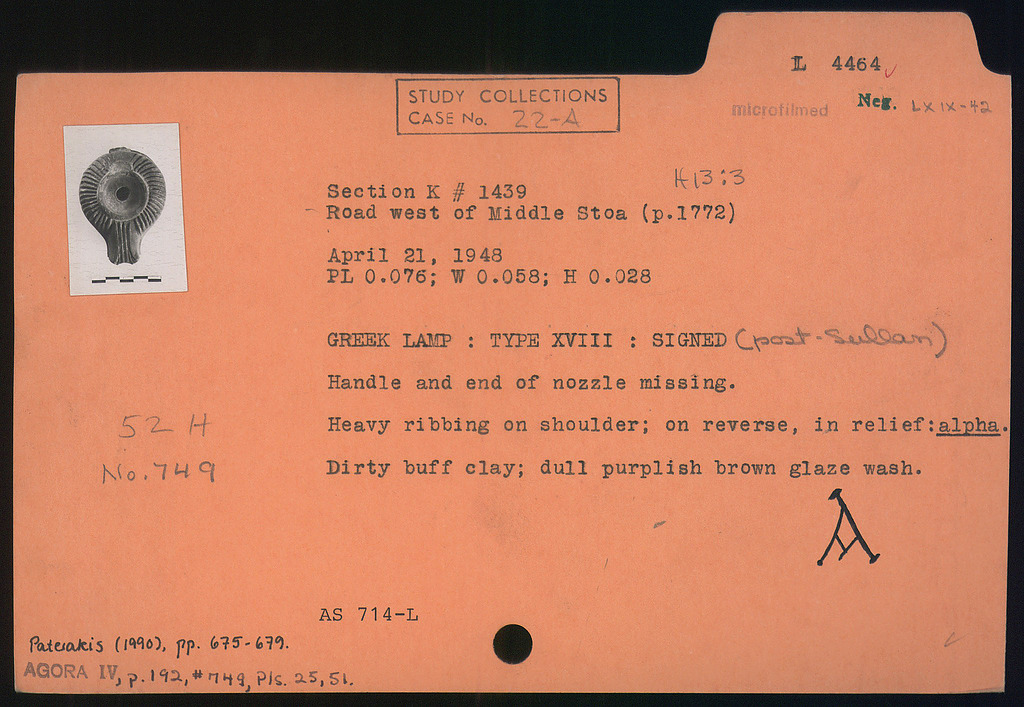 L 4464
STUDY COLLECTIONS
CASE No. 22-A
microfilmed Neg. LXIX-42
H13:3
Section K # 1439
Road west of Middle Stoa (p.1772)
April 21, 1948
PL 0.076; W 0.058; H 0.028
GREEK LAMP : TYPE XVIII : SIGNED (post-Sullan)
Handle and end of nozzle missing.
52 H
Heavy ribbing on shoulder; on reverse, in relief:alpha.
No. 749
Dirty buff clay; dull purplish brown glaze wash.
A
AS 714-L
Paterakis (1990), pp. 675-679.
AGORA IV, p. 192, #749, Pls. 25, 51.